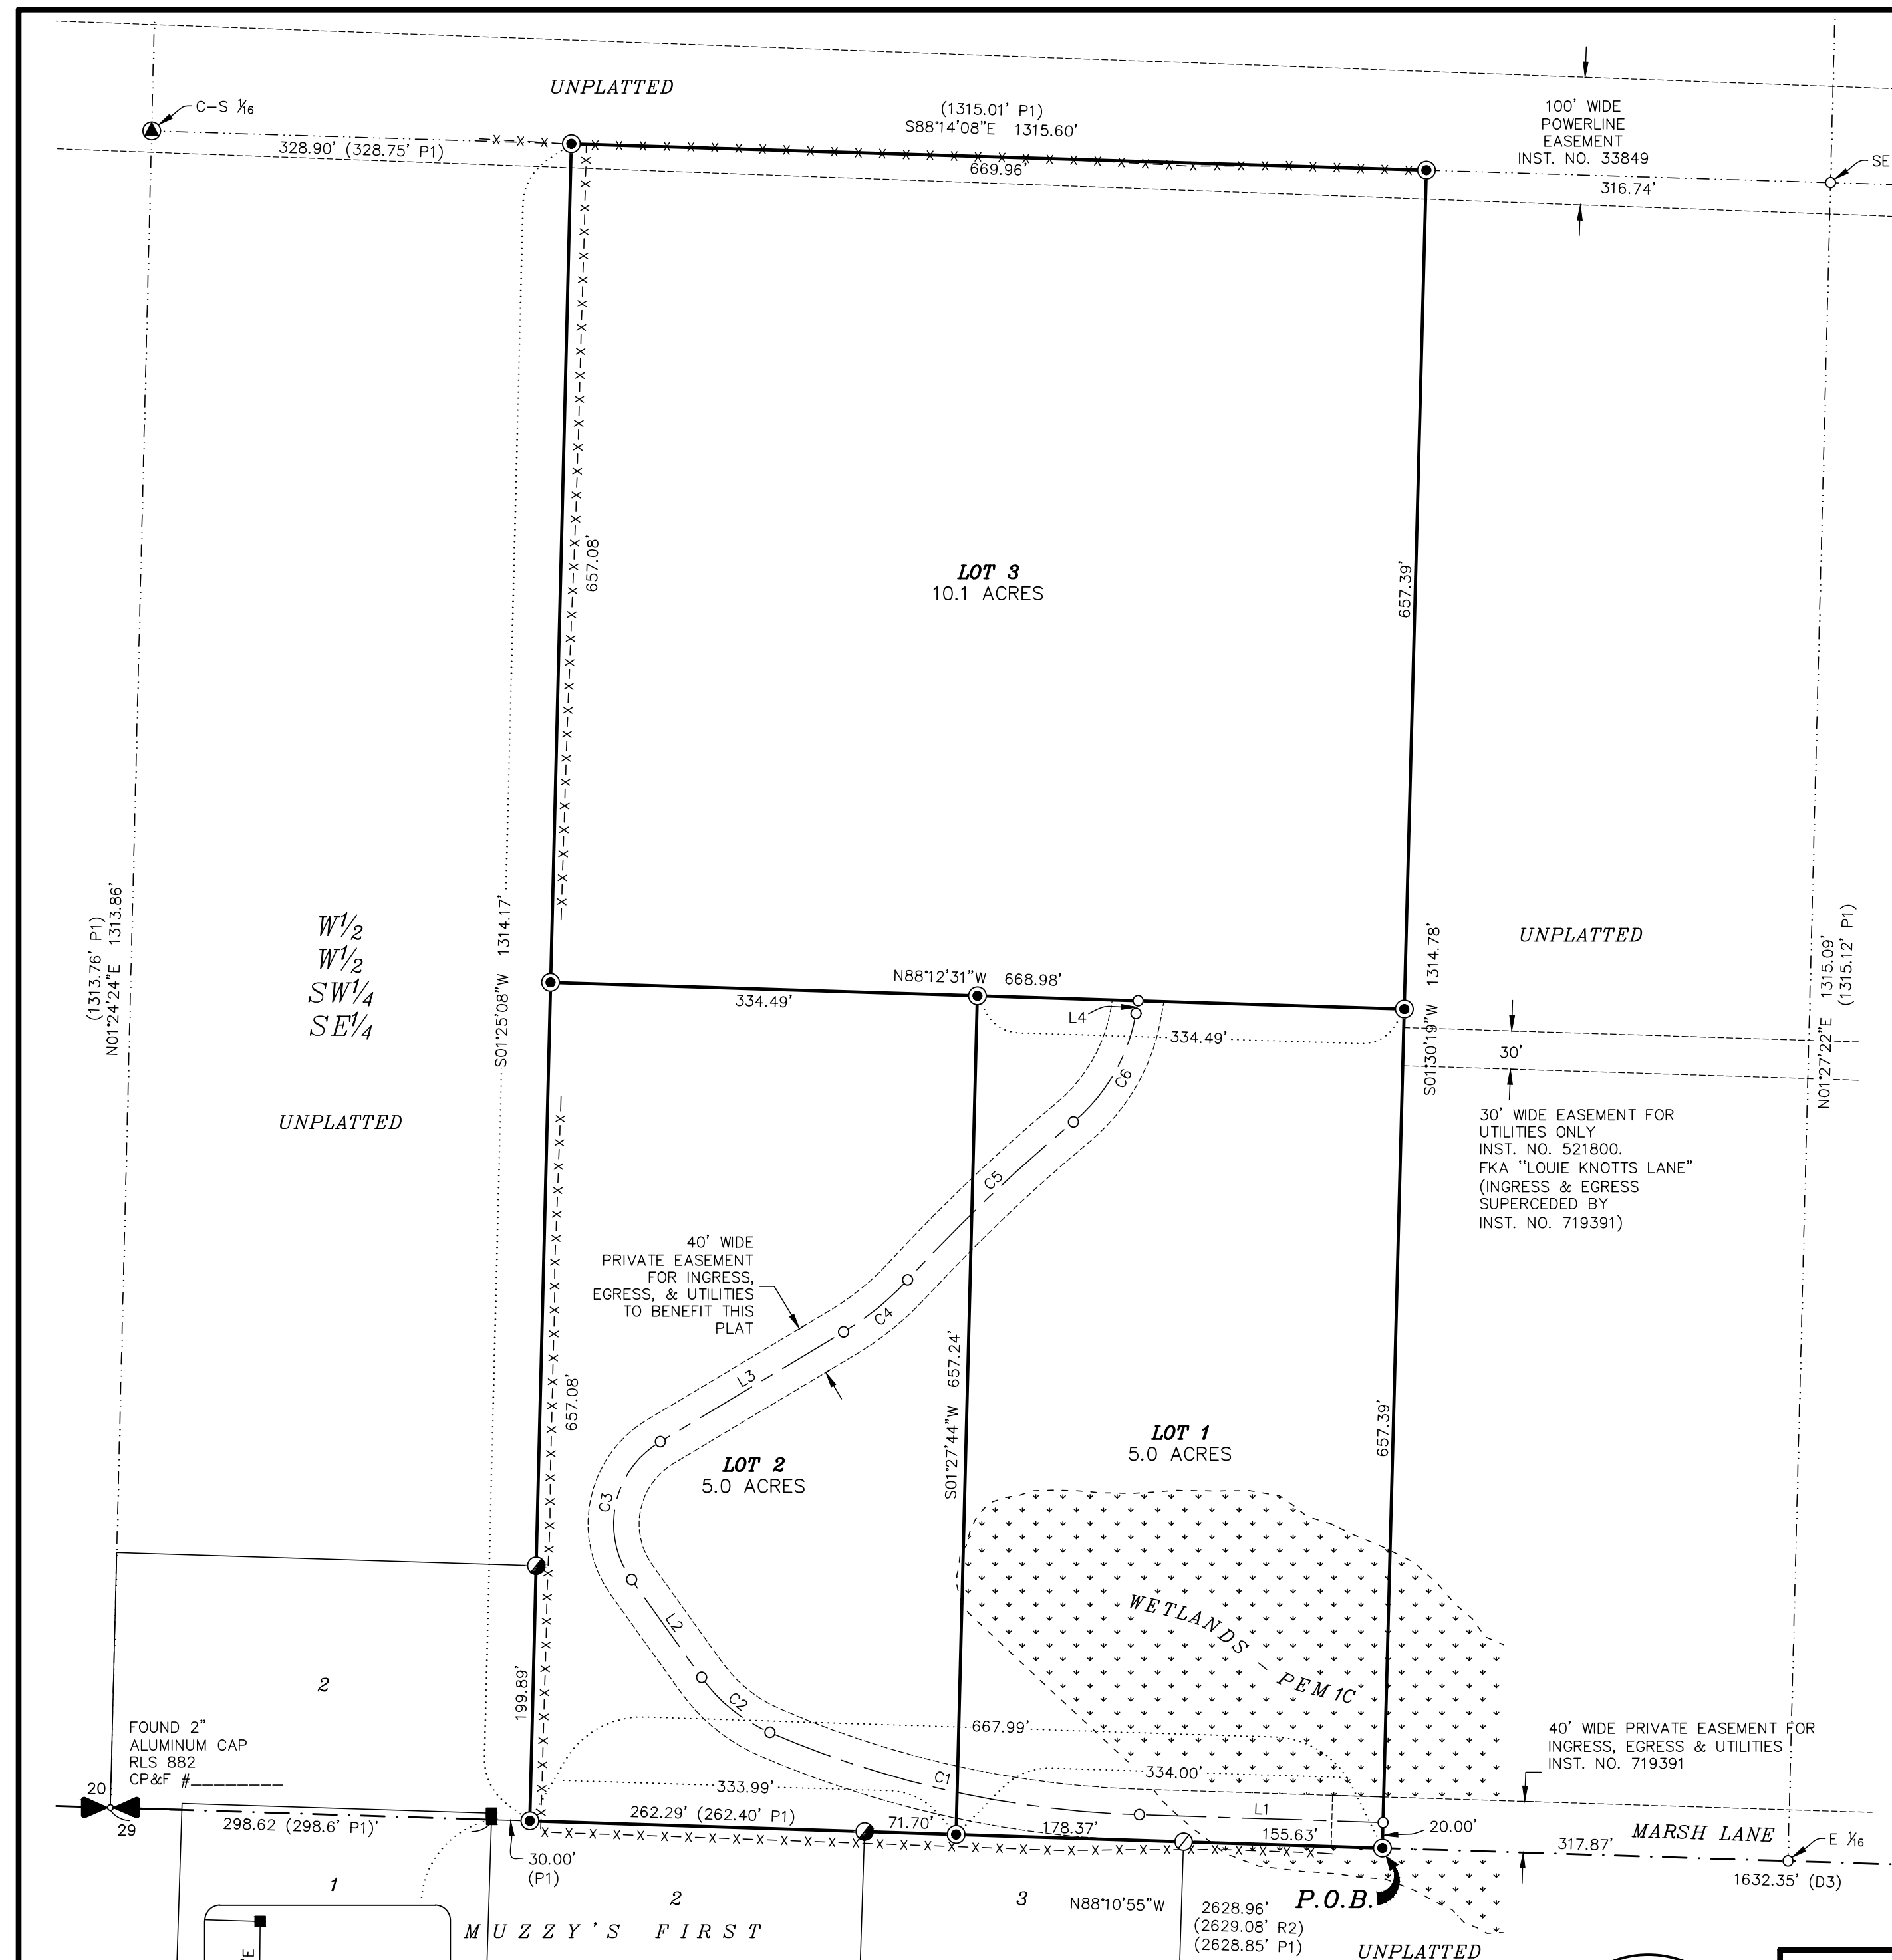 UNPLATTED
C-S 1/16
(1315.01' P1)
S88°14'08"E 1315.60'
328.90' (328.75' P1)
669.96'
100' WIDE
POWERLINE
EASEMENT
INST. NO. 33849
SE
316.74'
657.08'
LOT 3
10.1 ACRES
657.39'
(1313.76' P1)
N01°24'24"E 1313.86'
W1/2
W1/2
SW1/4
SE1/4
UNPLATTED
S01°25'08"W 1314.17'
N88°12'31"W 668.98'
334.49'
L4
334.49'
C6
C5
S01°30'19"W 1314.78'
UNPLATTED
30'
30' WIDE EASEMENT FOR
UTILITIES ONLY
INST. NO. 521800.
FKA "LOUIE KNOTTS LANE"
(INGRESS & EGRESS
SUPERCEDED BY
INST. NO. 719391)
N01°27'22"E 1315.09'
(1315.12' P1)
40' WIDE
PRIVATE EASEMENT
FOR INGRESS,
EGRESS, & UTILITIES
TO BENEFIT THIS
PLAT
C4
L3
657.08'
S01°27'44"W 657.24'
LOT 1
5.0 ACRES
657.39'
LOT 2
5.0 ACRES
C3
L2
C2
WETLANDS - PEM1C
199.89'
2
FOUND 2"
ALUMINUM CAP
RLS 882
CP&F #________
20
29
298.62 (298.6' P1)'
667.99'
333.99'
334.00'
C1
L1
262.29' (262.40' P1)
71.70'
178.37'
155.63'
20.00'
40' WIDE PRIVATE EASEMENT FOR
INGRESS, EGRESS & UTILITIES
INST. NO. 719391
MARSH LANE
317.87'
E 1/16
1632.35' (D3)
30.00'
(P1)
1
2
3
N88°10'55"W
2628.96'
(2629.08' R2)
(2628.85' P1)
P.O.B.
MUZZY'S FIRST
UNPLATTED
"E